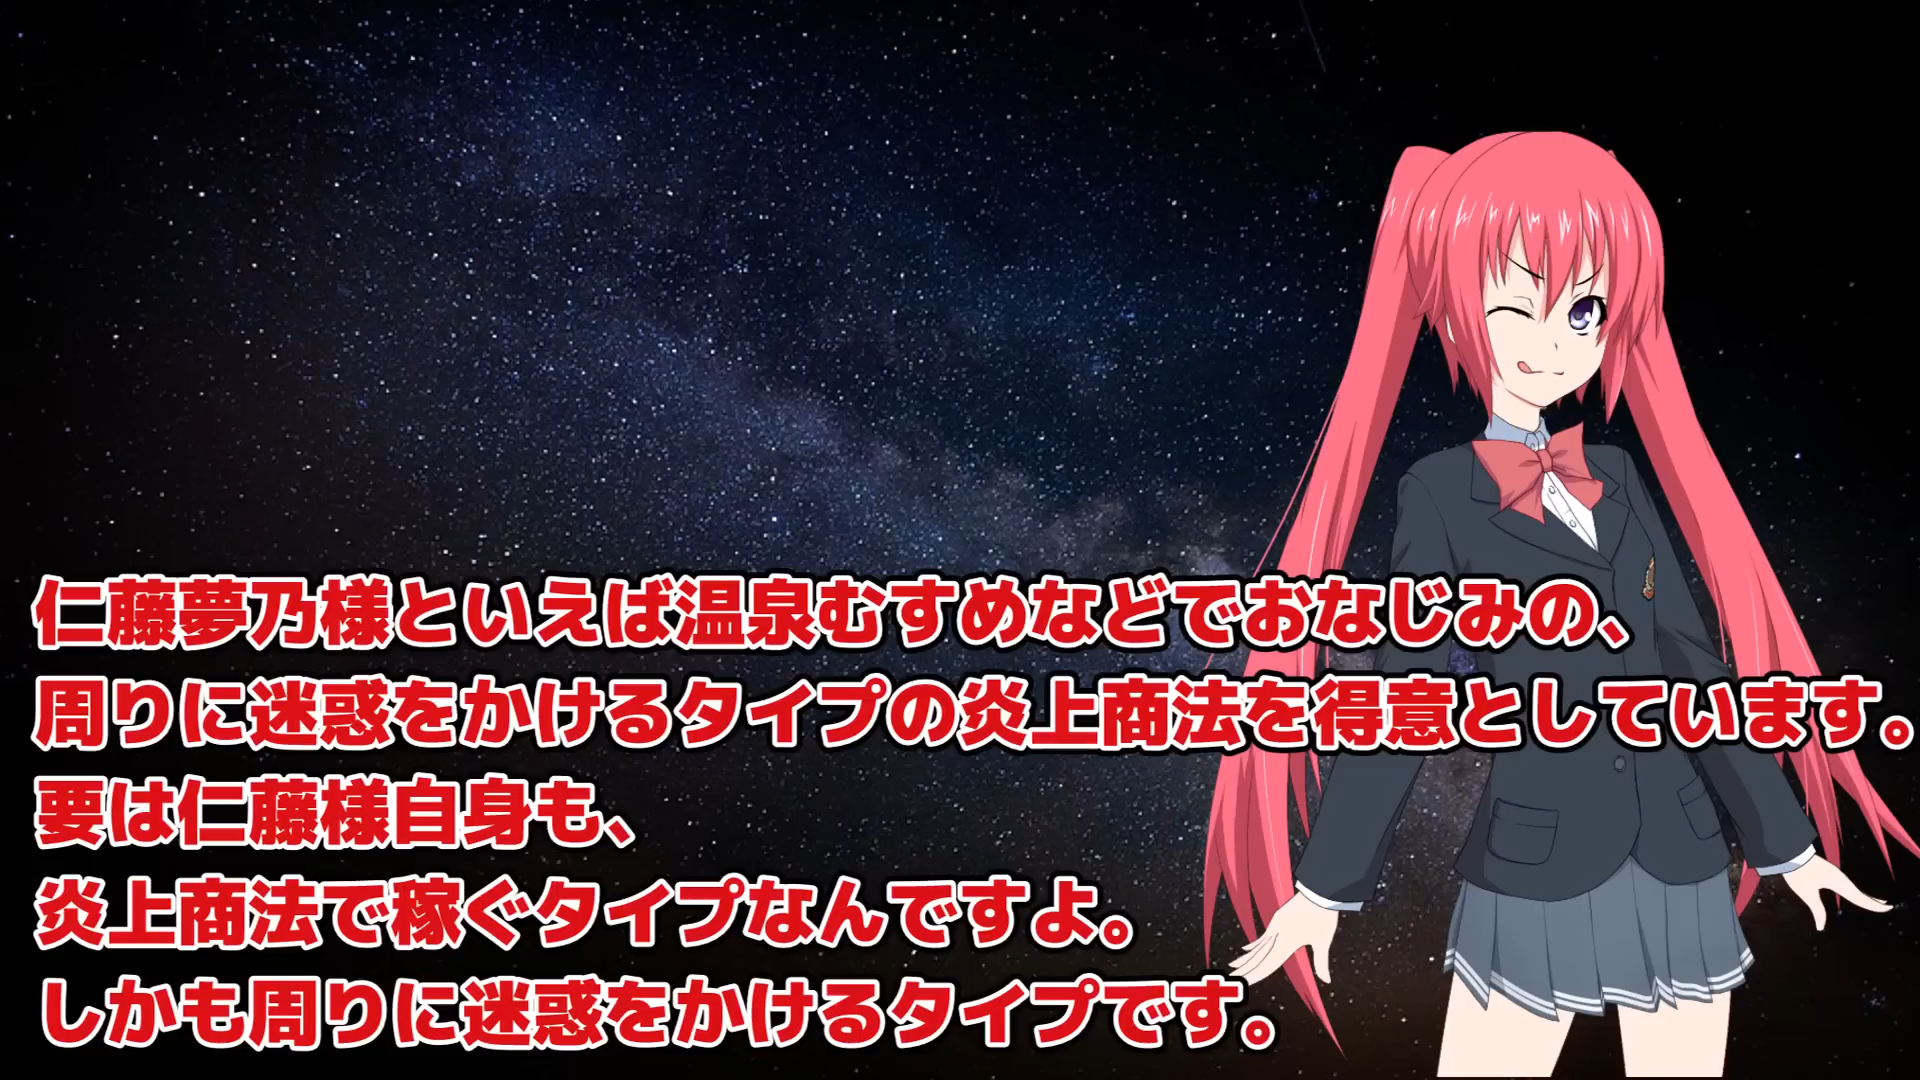 仁藤夢乃様といえば温泉むすめなどでおなじみの、
周りに迷惑をかけるタイプの炎上商法を得意としています。
要は仁藤様自身も、
炎上商法で稼ぐタイプなんですよ。
しかも周りに迷惑をかけるタイプです。